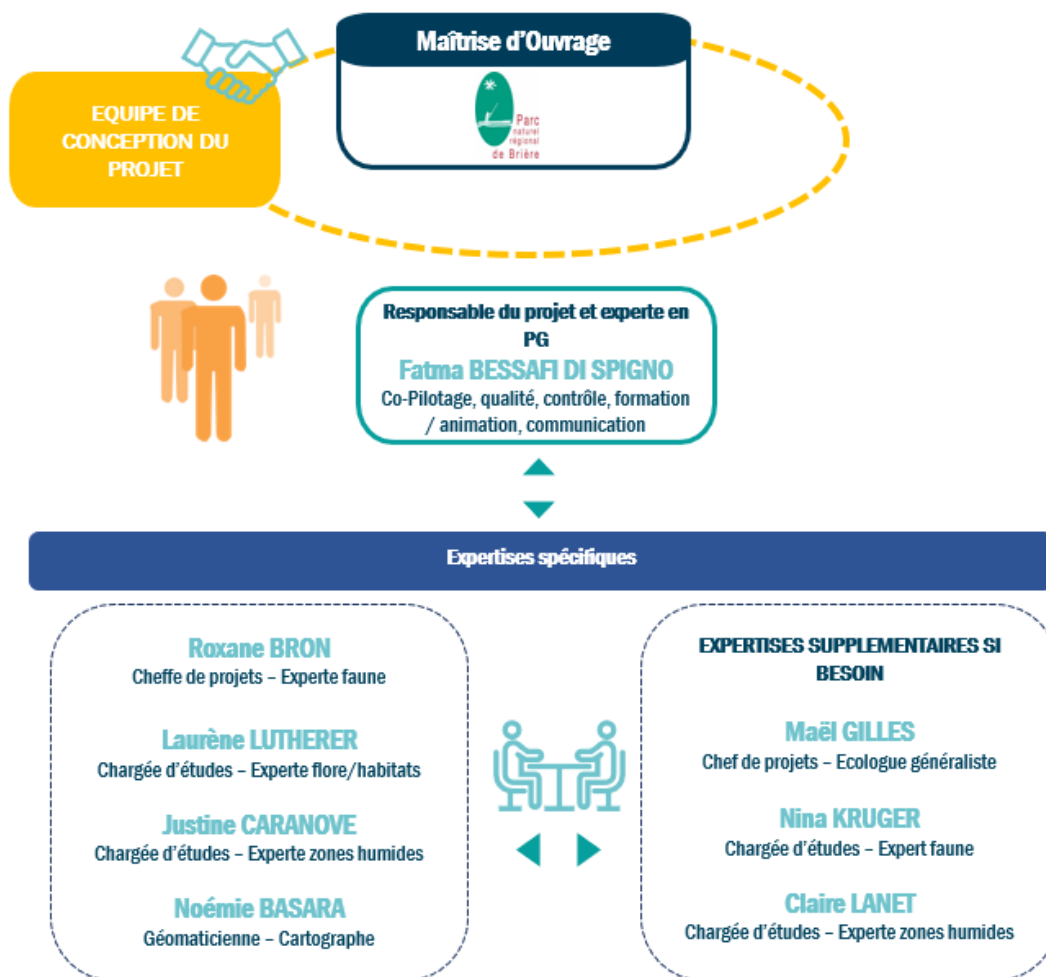 Maîtrise d'Ouvrage
Parc
naturel
régional
de Brière
EQUIPE DE
CONCEPTION DU
PROJET
Responsable du projet et experte en
PG
Fatma BESSAFI DI SPIGNO
Co-Pilotage, qualité, contrôle, formation
/ animation, communication
Expertises spécifiques
Roxane BRON
Cheffe de projets – Experte faune
Laurène LUTHERER
Chargée d'études – Experte flore/habitats
Justine CARANOVE
Chargée d'études – Experte zones humides
Noémie BASARA
Géomaticienne – Cartographe
EXPERTISES SUPPLEMENTAIRES SI
BESOIN
Maël GILLES
Chef de projets – Ecologue généraliste
Nina KRUGER
Chargée d'études – Expert faune
Claire LANET
Chargée d'études – Experte zones humides